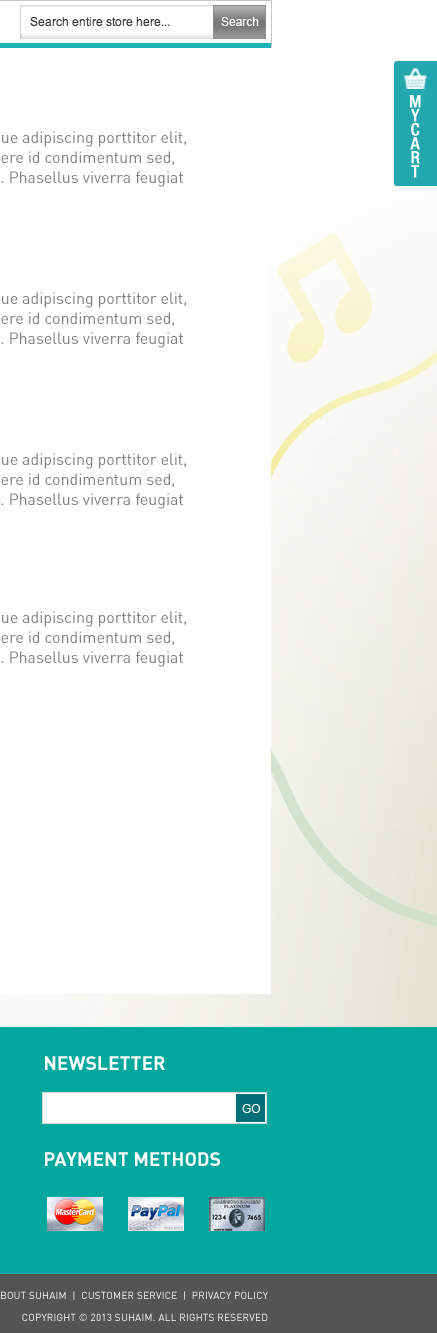 Search entire store here... Search
MY CART
ue adipiscing porttitor elit,
ere id condimentum sed,
. Phasellus viverra feugiat
ue adipiscing porttitor elit,
ere id condimentum sed,
. Phasellus viverra feugiat
ue adipiscing porttitor elit,
ere id condimentum sed,
. Phasellus viverra feugiat
ue adipiscing porttitor elit,
ere id condimentum sed,
. Phasellus viverra feugiat
NEWSLETTER
GO
PAYMENT METHODS
MasterCard PayPal PLATINUM
1234 7465
BOUT SUHAIM | CUSTOMER SERVICE | PRIVACY POLICY
COPYRIGHT © 2013 SUHAIM. ALL RIGHTS RESERVED